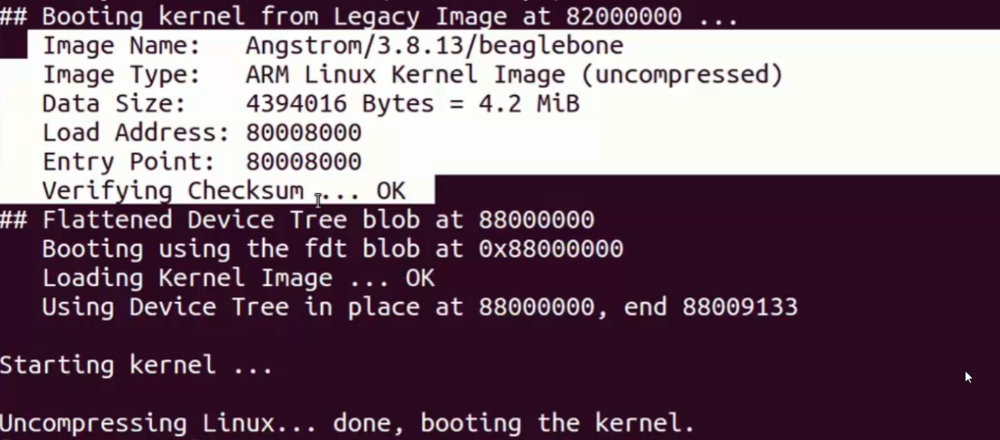 ## Booting kernel from Legacy Image at 82000000 ...
Image Name:   Angstrom/3.8.13/beaglebone
Image Type:   ARM Linux Kernel Image (uncompressed)
Data Size:    4394016 Bytes = 4.2 MiB
Load Address: 80008000
Entry Point:  80008000
Verifying Checksum ... OK
## Flattened Device Tree blob at 88000000
Booting using the fdt blob at 0x88000000
Loading Kernel Image ... OK
Using Device Tree in place at 88000000, end 88009133
Starting kernel ...
Uncompressing Linux... done, booting the kernel.